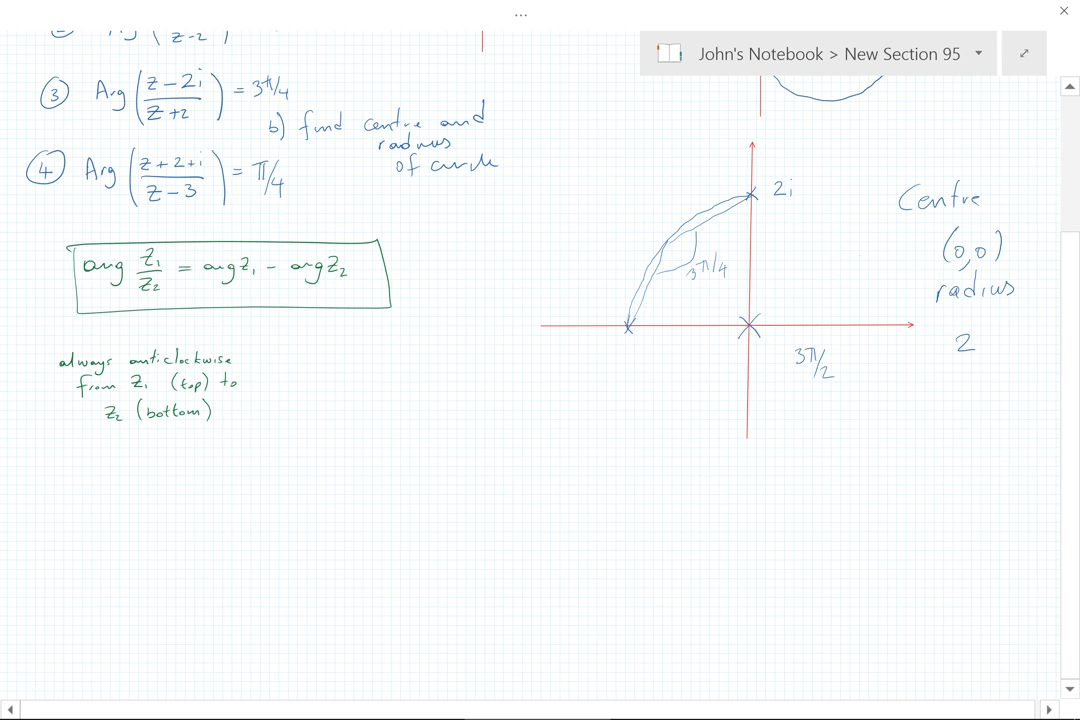 ...
John's Notebook > New Section 95
z-2
③ Arg((z-2i)/(z+2)) = 3π/4
b) find centre and
radius
of circle
④ Arg((z+2+i)/(z-3)) = π/4
arg z₁/z₂ = arg z₁ - arg z₂
always anticlockwise
from z₁ (top) to
z₂ (bottom)
2i
3π/4
3π/2
Centre
(0,0)
radius
2